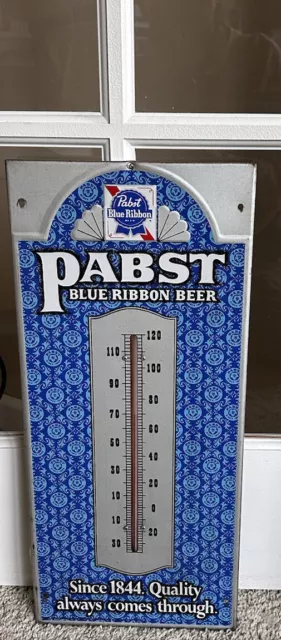 Pabst
Blue Ribbon
PABST
BLUE RIBBON BEER
120
110
100
90
80
70
60
50
40
30
20
10
0
10
20
30
Since 1844. Quality
always comes through.